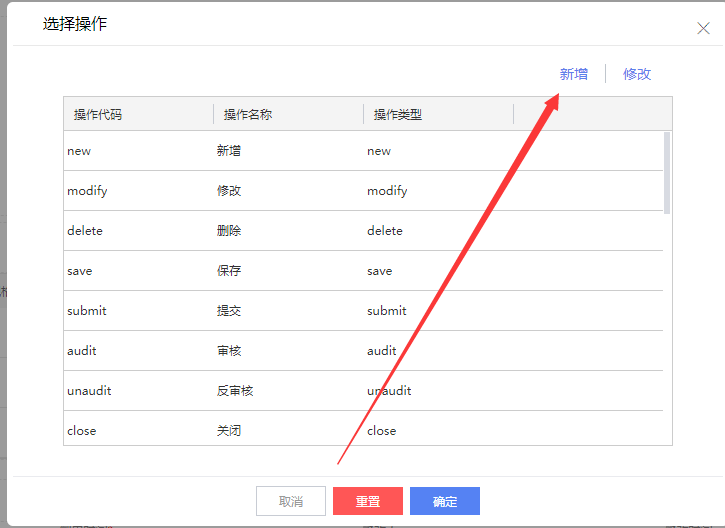 选择操作
新增 修改
操作代码 操作名称 操作类型
new 新增 new
modify 修改 modify
delete 删除 delete
save 保存 save
submit 提交 submit
audit 审核 audit
unaudit 反审核 unaudit
close 关闭 close
取消 重置 确定